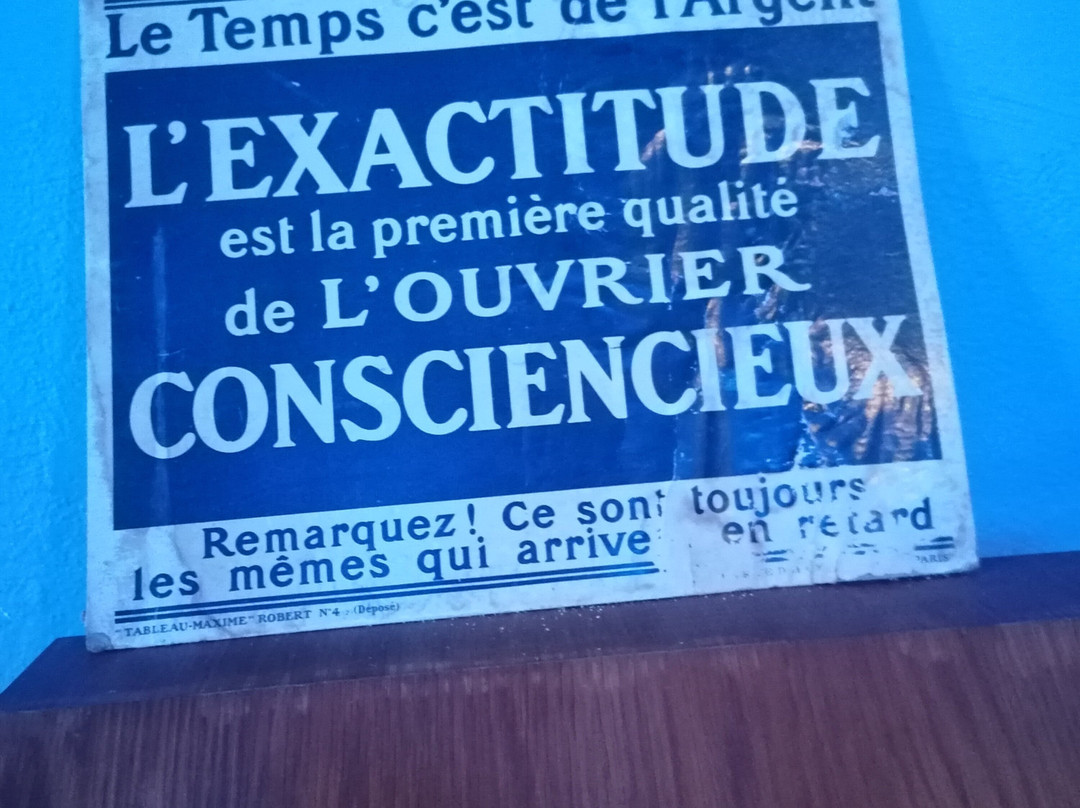 Le Temps c'est de l'Argent
L'EXACTITUDE
est la première qualité
de L'OUVRIER
CONSCIENCIEUX
Remarquez! Ce sont toujours
les mêmes qui arrive en retard
"TABLEAU-MAXIME" ROBERT N°4 - (Déposé) PARIS